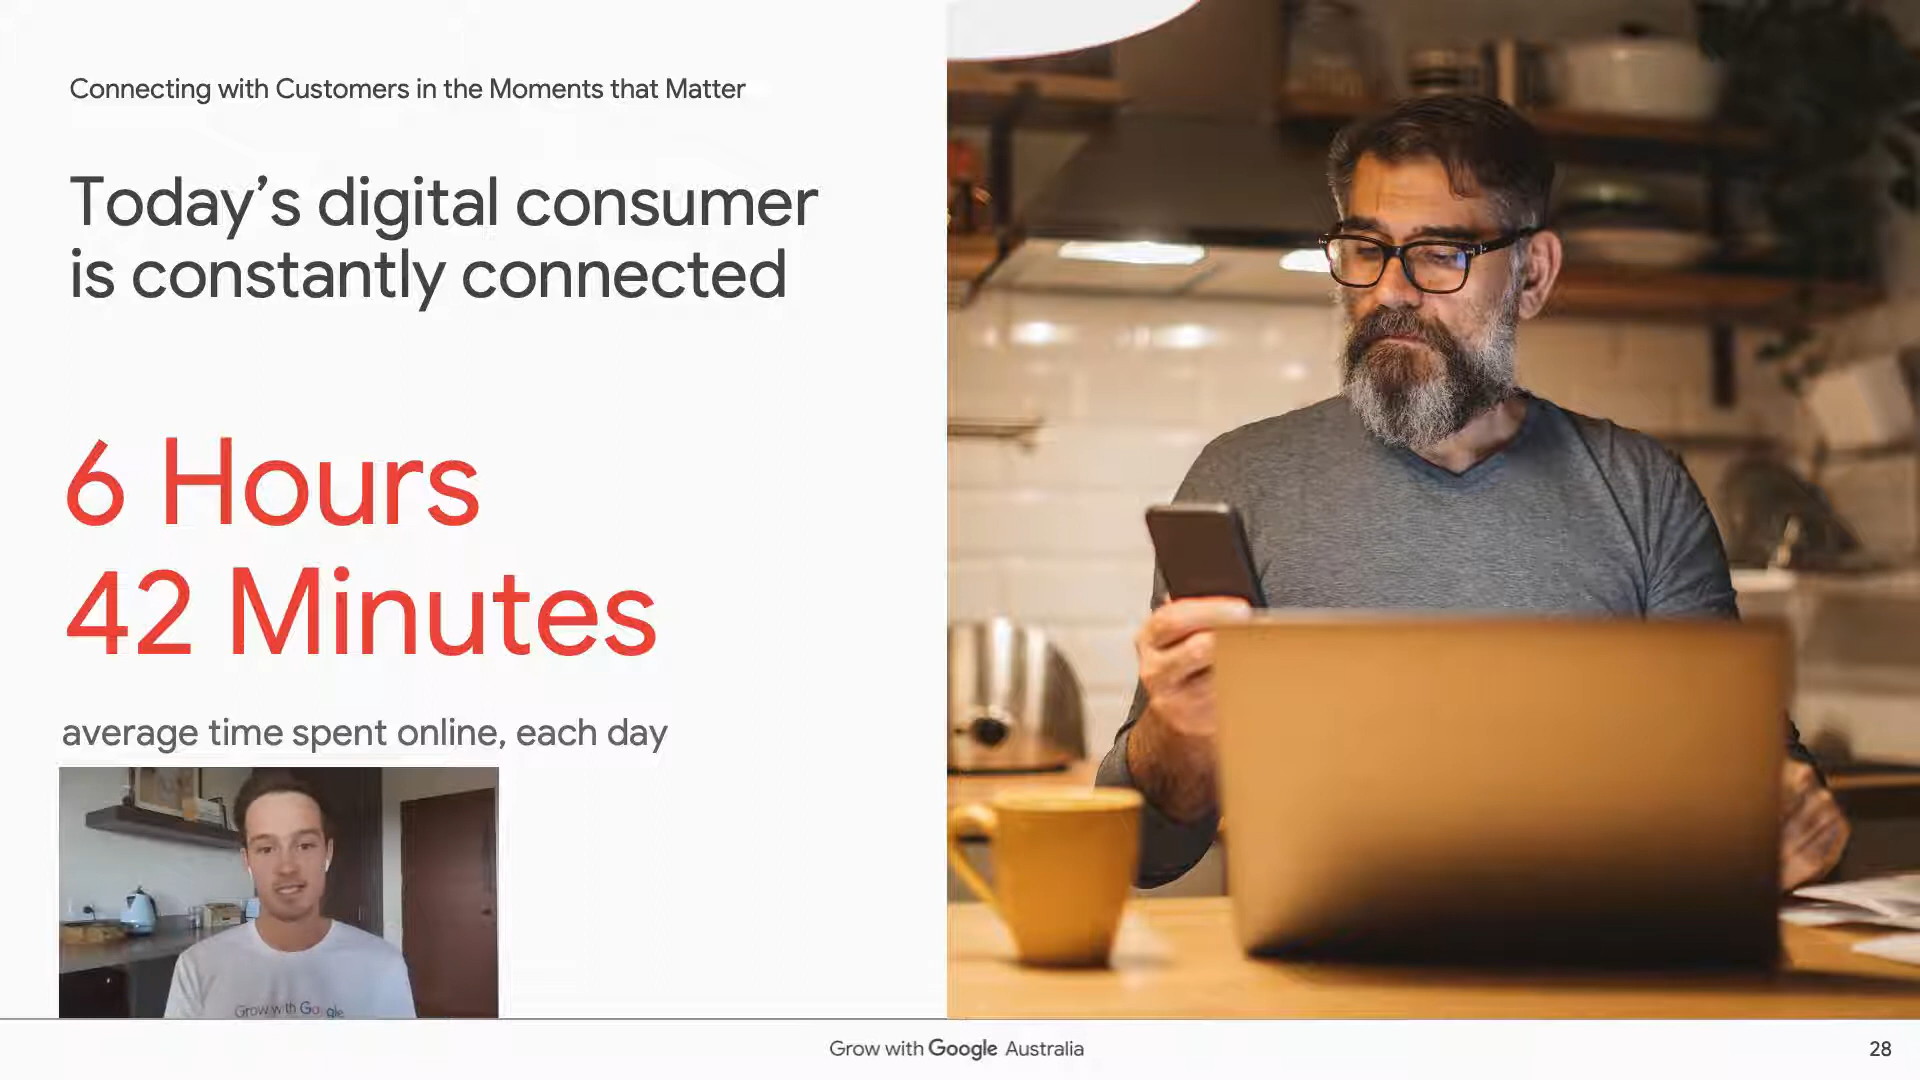 Connecting with Customers in the Moments that Matter
Today’s digital consumer
is constantly connected
6 Hours
42 Minutes
average time spent online, each day
Grow with Google
Grow with Google Australia
28